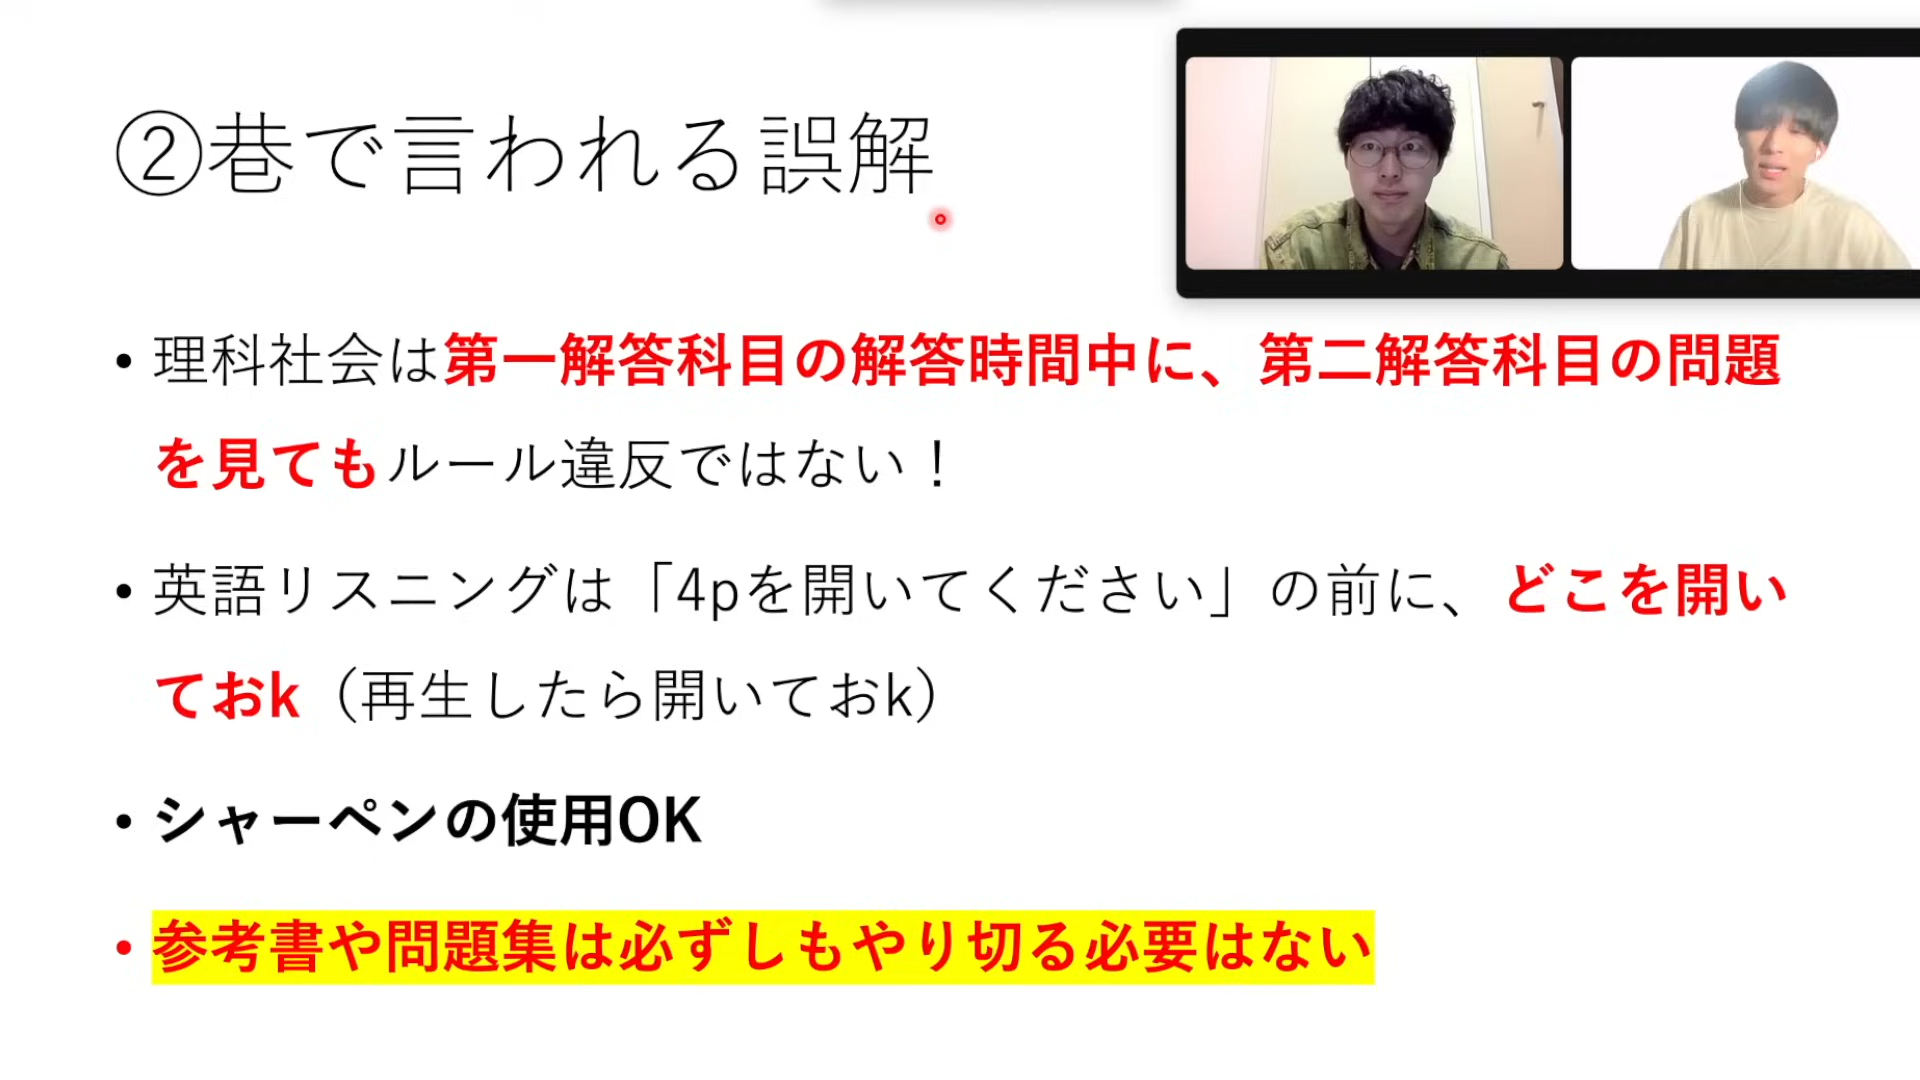 ②巷で言われる誤解
• 理科社会は第一解答科目の解答時間中に、第二解答科目の問題
を見てもルール違反ではない！
• 英語リスニングは「4pを開いてください」の前に、どこを開い
ておk（再生したら開いておk）
• シャーペンの使用OK
• 参考書や問題集は必ずしもやり切る必要はない